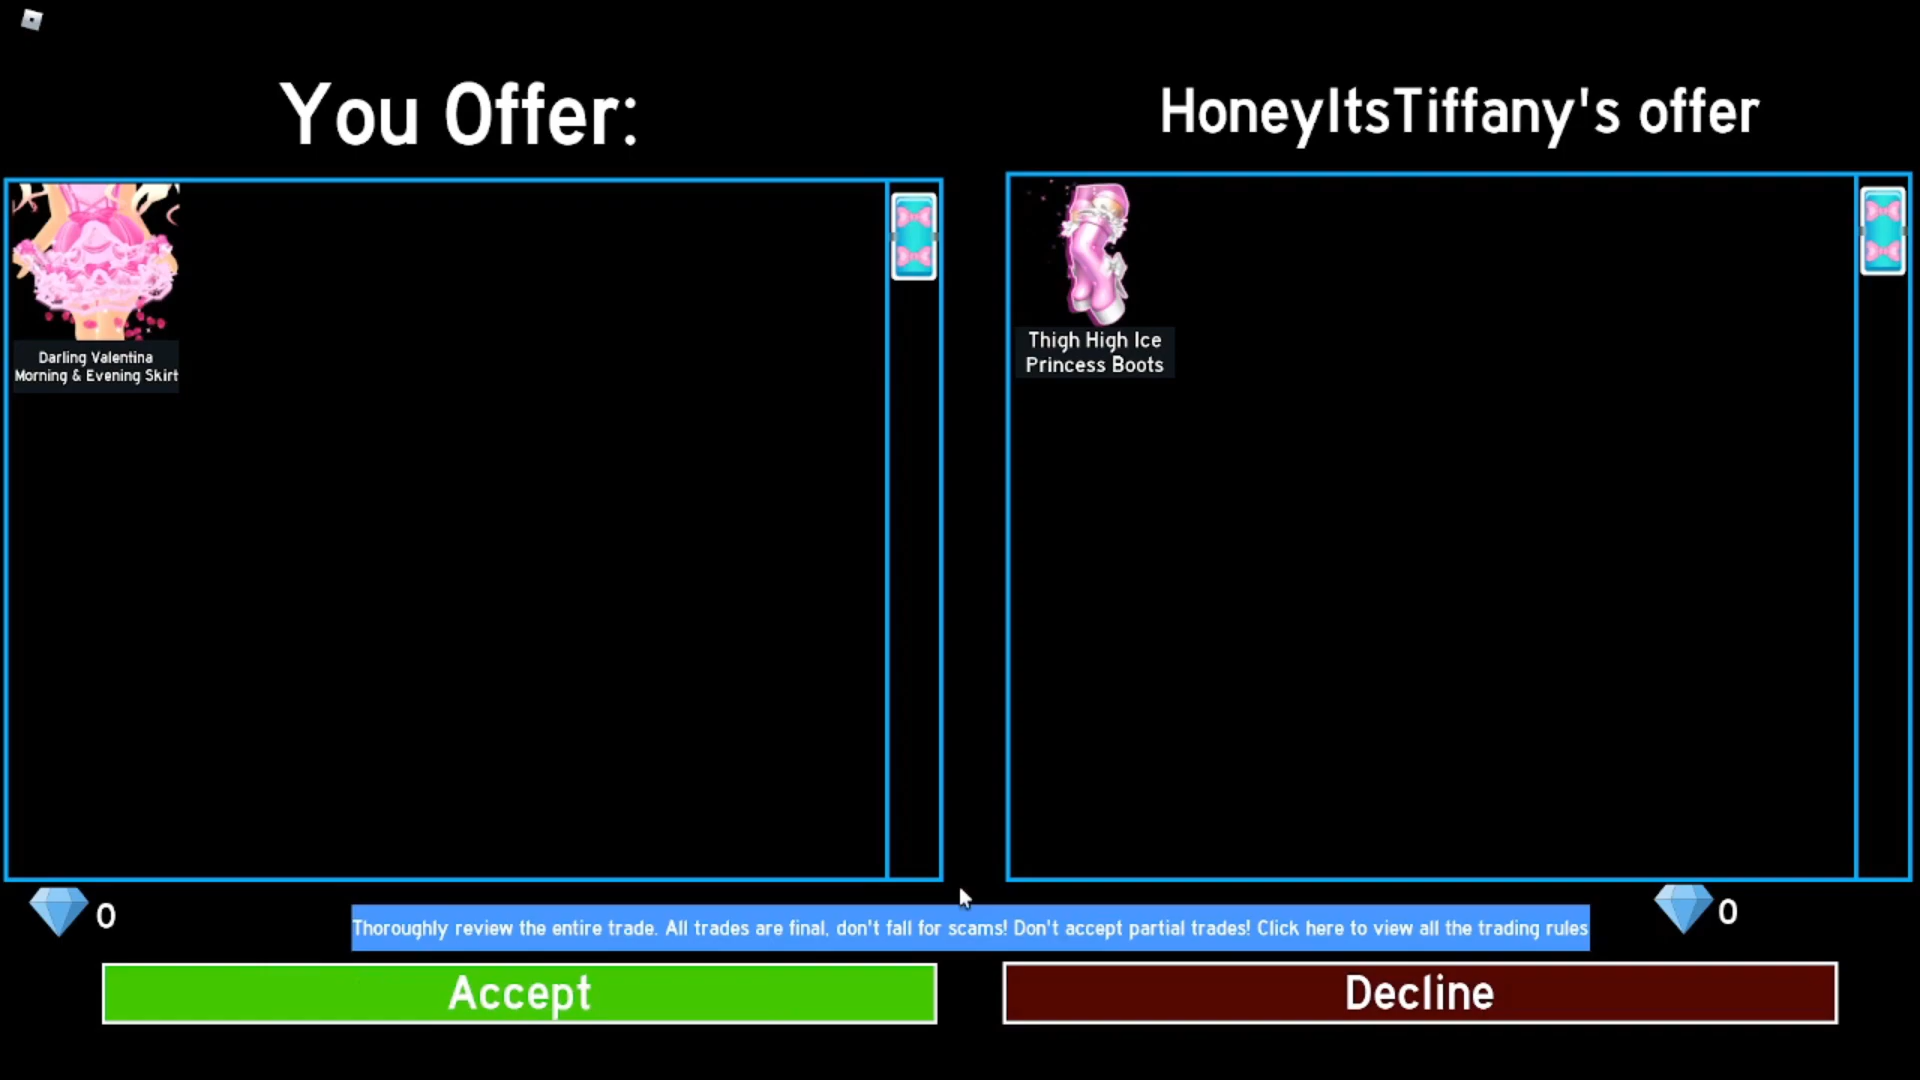 You Offer:
HoneyItsTiffany's offer
Darling Valentina
Morning & Evening Skirt
Thigh High Ice
Princess Boots
0
0
Thoroughly review the entire trade. All trades are final, don't fall for scams! Don't accept partial trades! Click here to view all the trading rules
Accept
Decline